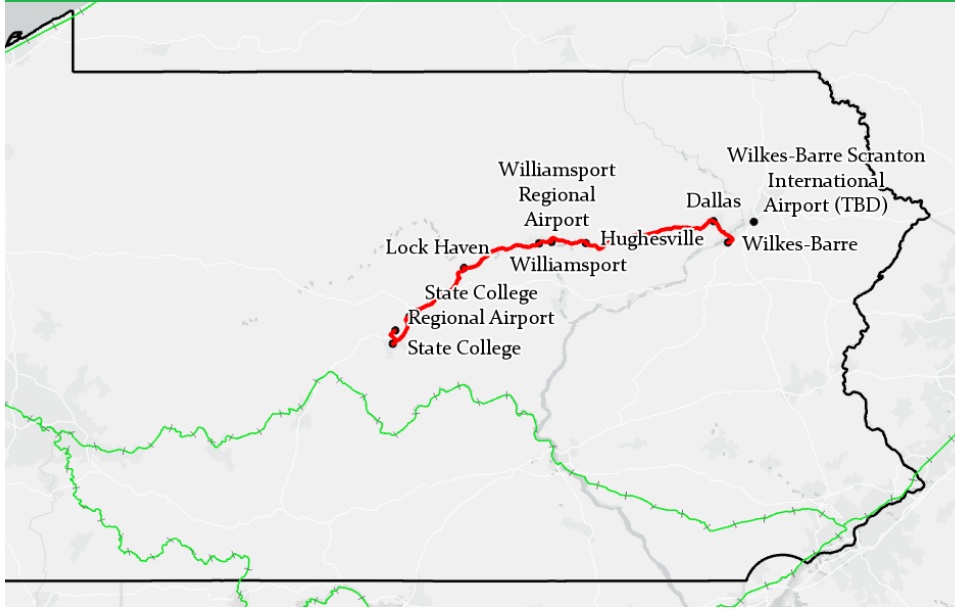 Williamsport
Regional
Airport
Wilkes-Barre Scranton
International
Airport (TBD)
Dallas
Lock Haven
Hughesville
Wilkes-Barre
Williamsport
State College
Regional Airport
State College